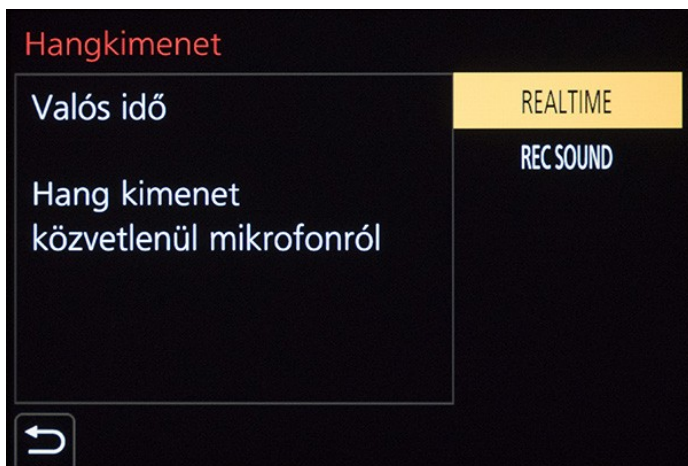 Hangkimenet
Valós idő
REALTIME
REC SOUND
Hang kimenet
közvetlenül mikrofonról